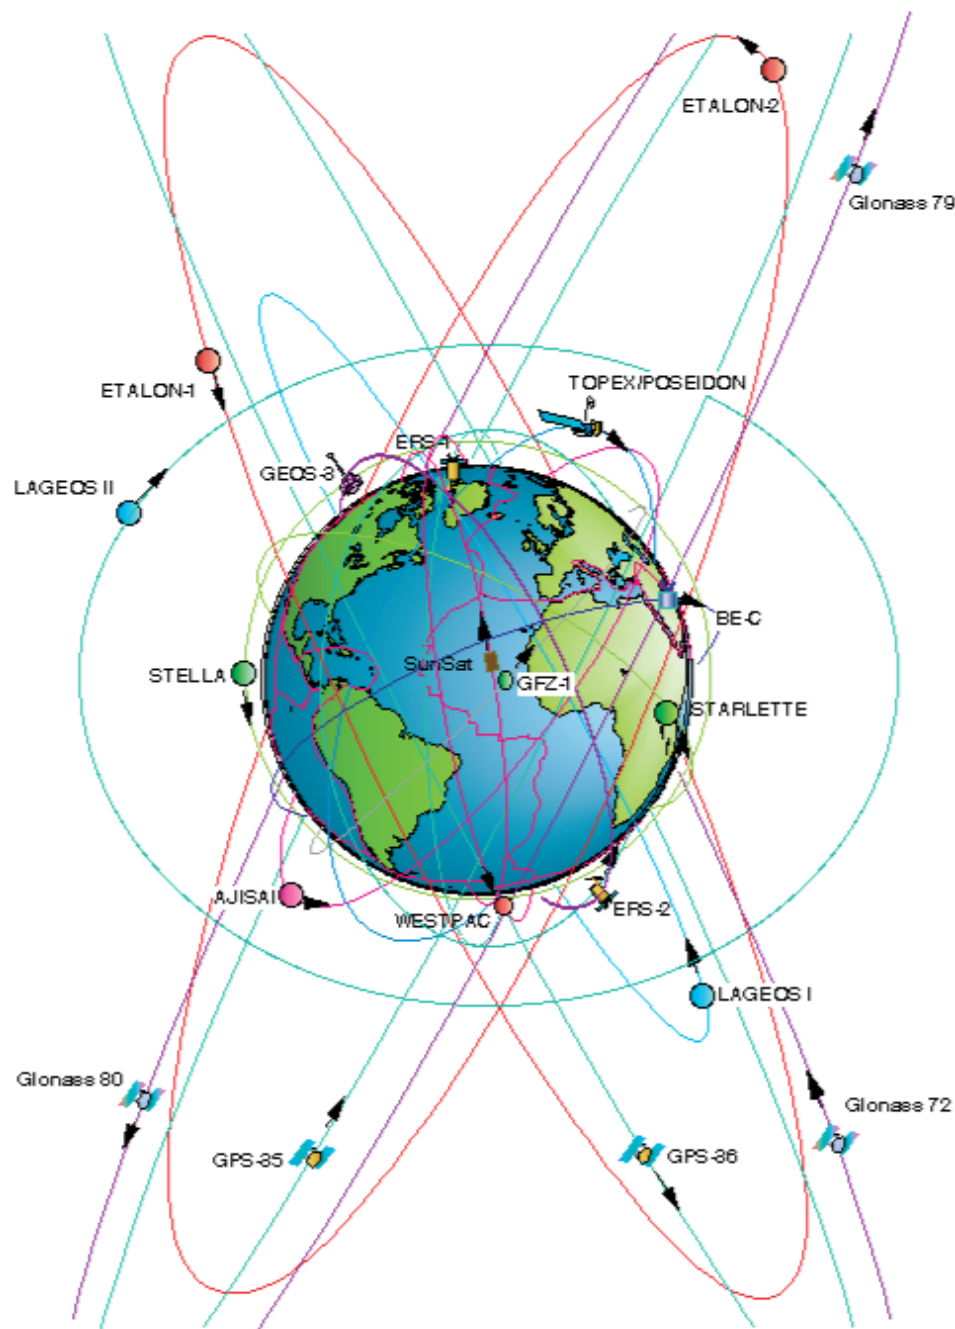 ETALON-2
Glonass 79
TOPEX/POSEIDON
ETALON-1
ERS-1
GEOS-3
LAGEOS II
BE-C
SunSat
GFZ-1
STELLA
STARLETTE
AJISAI
WESTPAC
ERS-2
LAGEOS I
Glonass 80
Glonass 72
GPS-35
GPS-36